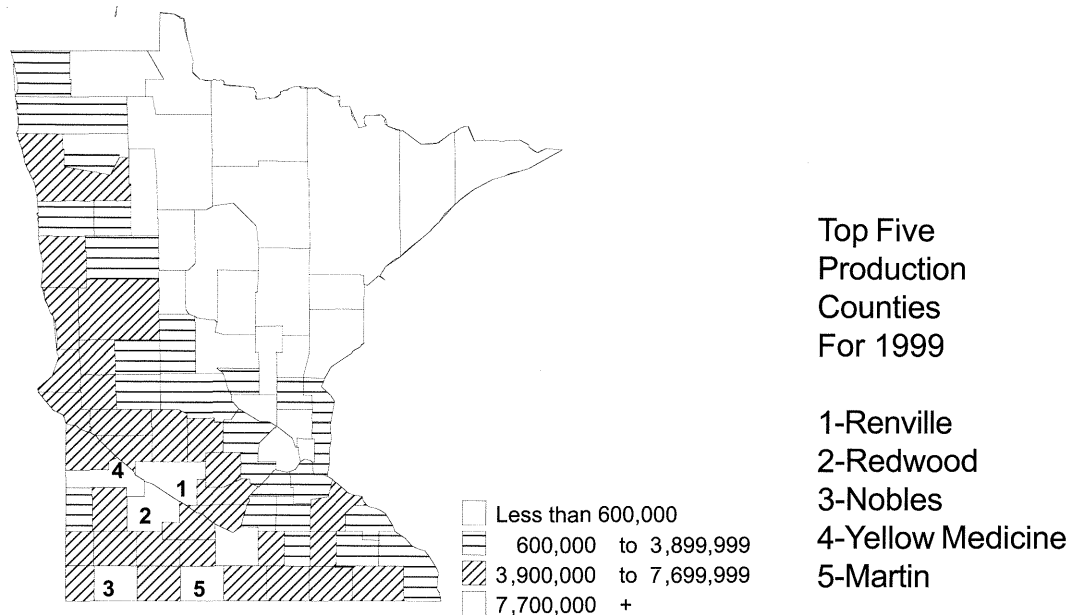 Top Five
Production
Counties
For 1999
1-Renville
2-Redwood
3-Nobles
4-Yellow Medicine
5-Martin
4
1
2
3
5
Less than 600,000
600,000 to 3,899,999
3,900,000 to 7,699,999
7,700,000 +